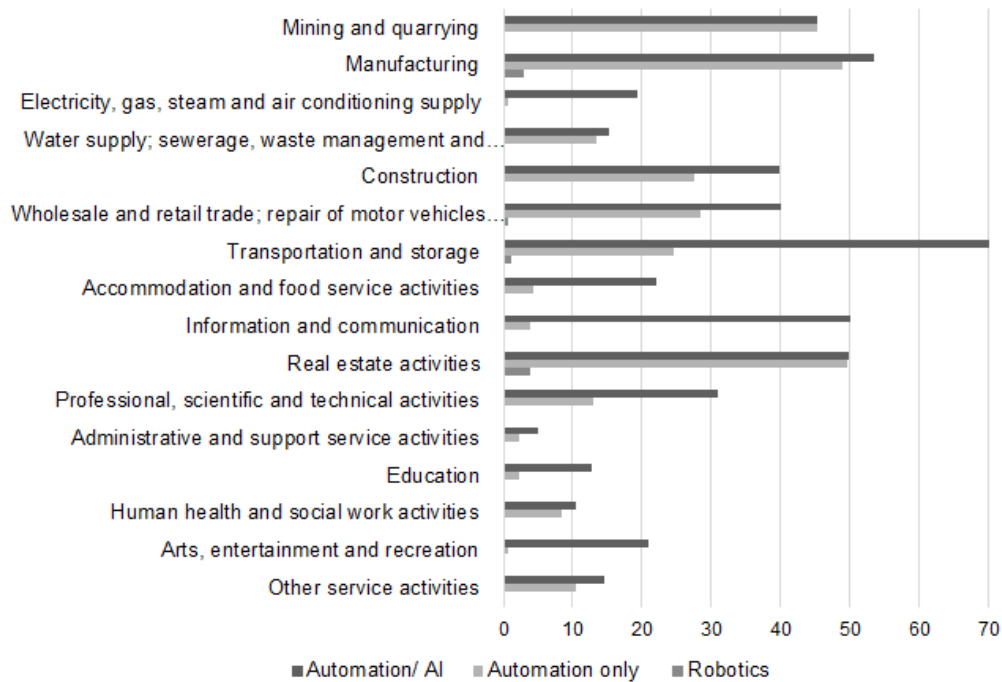 Mining and quarrying
Manufacturing
Electricity, gas, steam and air conditioning supply
Water supply; sewerage, waste management and...
Construction
Wholesale and retail trade; repair of motor vehicles...
Transportation and storage
Accommodation and food service activities
Information and communication
Real estate activities
Professional, scientific and technical activities
Administrative and support service activities
Education
Human health and social work activities
Arts, entertainment and recreation
Other service activities
0 10 20 30 40 50 60 70
Automation/ AI Automation only Robotics